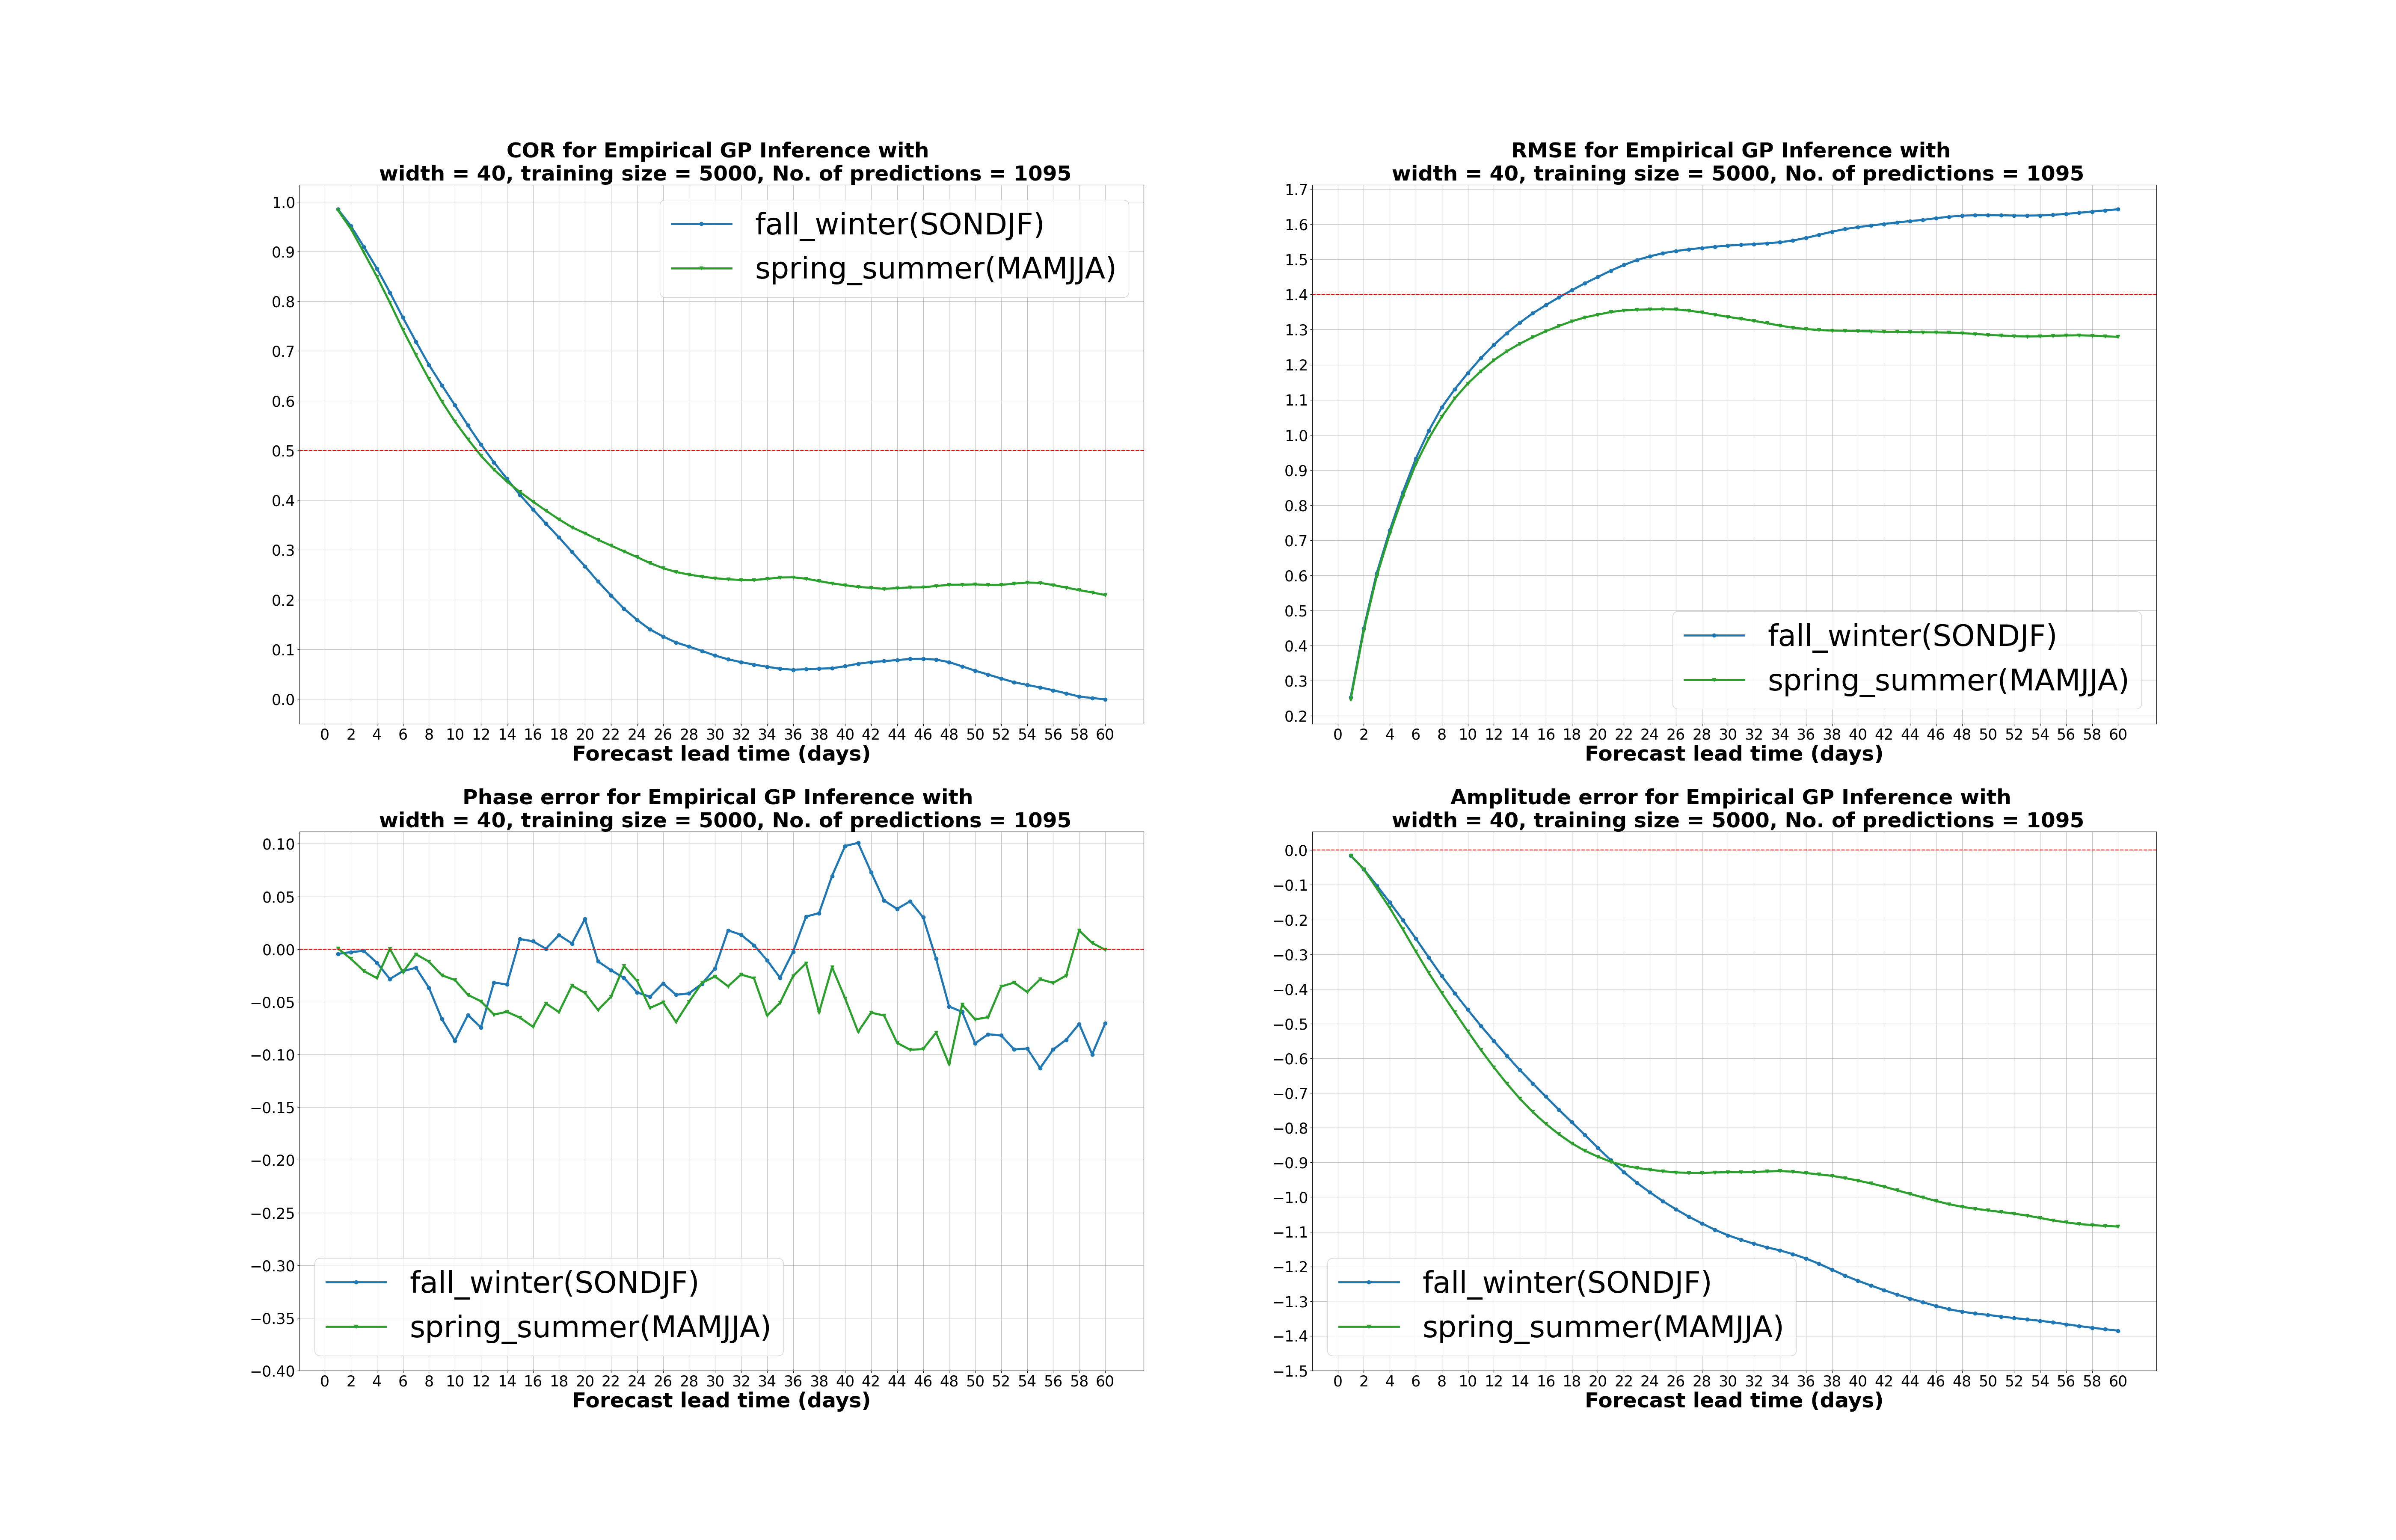 COR for Empirical GP Inference with
width = 40, training size = 5000, No. of predictions = 1095
1.0
0.9
0.8
0.7
0.6
0.5
0.4
0.3
0.2
0.1
0.0
fall_winter(SONDJF)
spring_summer(MAMJJA)
0 2 4 6 8 10 12 14 16 18 20 22 24 26 28 30 32 34 36 38 40 42 44 46 48 50 52 54 56 58 60
Forecast lead time (days)
RMSE for Empirical GP Inference with
width = 40, training size = 5000, No. of predictions = 1095
1.7
1.6
1.5
1.4
1.3
1.2
1.1
1.0
0.9
0.8
0.7
0.6
0.5
0.4
0.3
0.2
fall_winter(SONDJF)
spring_summer(MAMJJA)
0 2 4 6 8 10 12 14 16 18 20 22 24 26 28 30 32 34 36 38 40 42 44 46 48 50 52 54 56 58 60
Forecast lead time (days)
Phase error for Empirical GP Inference with
width = 40, training size = 5000, No. of predictions = 1095
0.10
0.05
0.00
−0.05
−0.10
−0.15
−0.20
−0.25
−0.30
−0.35
−0.40
fall_winter(SONDJF)
spring_summer(MAMJJA)
0 2 4 6 8 10 12 14 16 18 20 22 24 26 28 30 32 34 36 38 40 42 44 46 48 50 52 54 56 58 60
Forecast lead time (days)
Amplitude error for Empirical GP Inference with
width = 40, training size = 5000, No. of predictions = 1095
0.0
−0.1
−0.2
−0.3
−0.4
−0.5
−0.6
−0.7
−0.8
−0.9
−1.0
−1.1
−1.2
−1.3
−1.4
−1.5
fall_winter(SONDJF)
spring_summer(MAMJJA)
0 2 4 6 8 10 12 14 16 18 20 22 24 26 28 30 32 34 36 38 40 42 44 46 48 50 52 54 56 58 60
Forecast lead time (days)